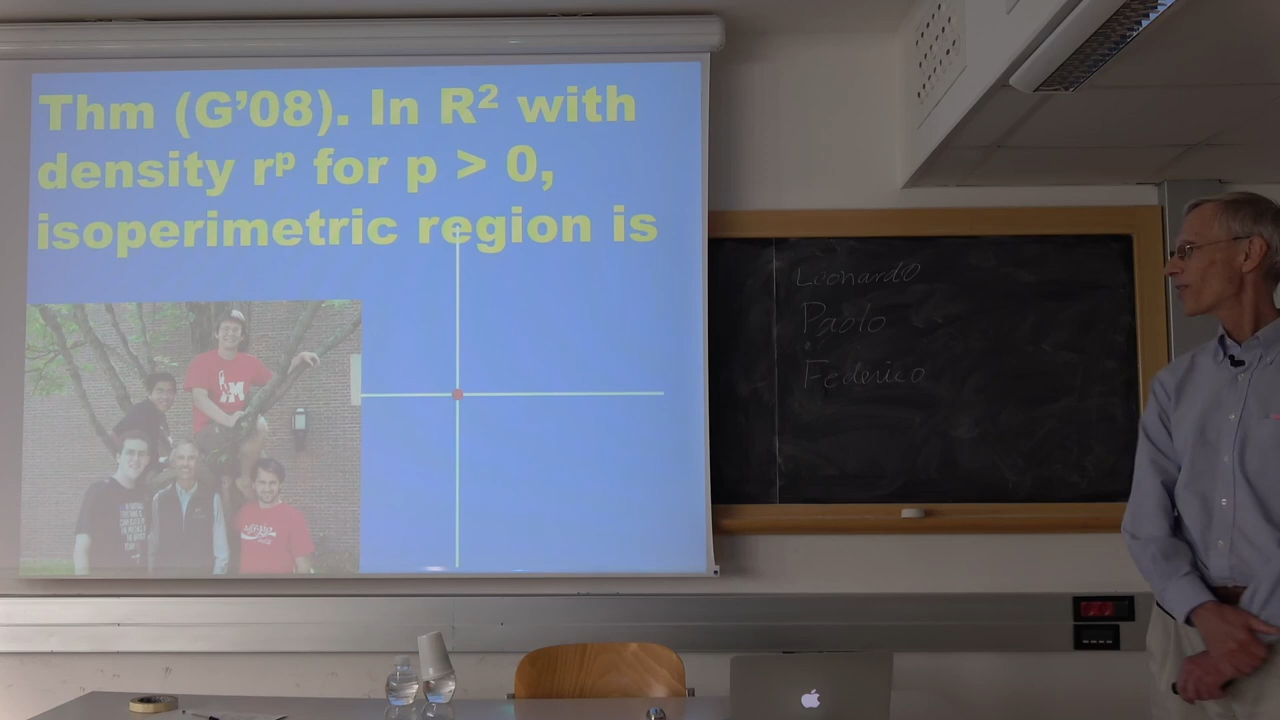 Thm (G’08). In R² with
density rᵖ for p > 0,
isoperimetric region is
Leonardo
Paolo
Federico